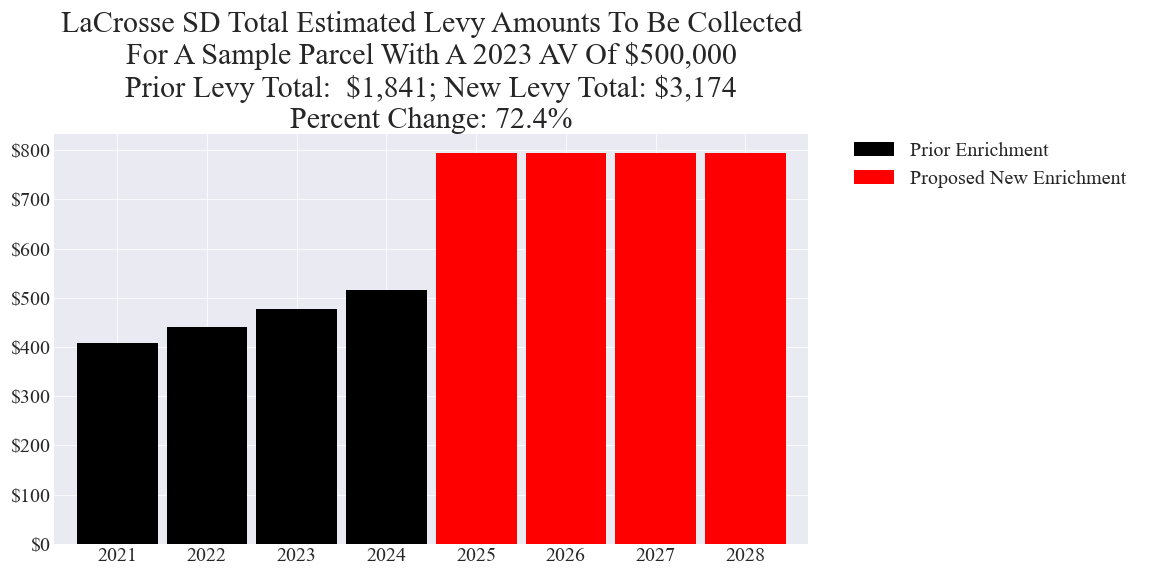 LaCrosse SD Total Estimated Levy Amounts To Be Collected
For A Sample Parcel With A 2023 AV Of $500,000
Prior Levy Total:  $1,841; New Levy Total: $3,174
Percent Change: 72.4%
$800
$700
$600
$500
$400
$300
$200
$100
$0
2021 2022 2023 2024 2025 2026 2027 2028
Prior Enrichment
Proposed New Enrichment